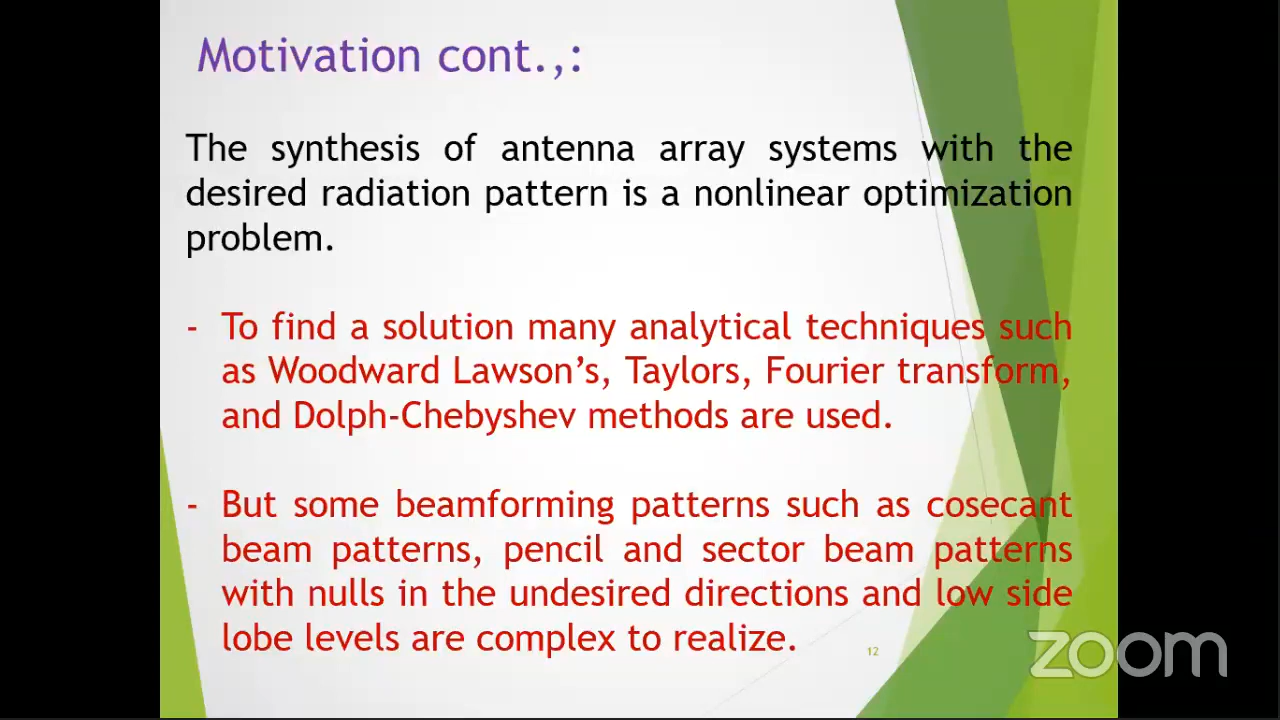 Motivation cont.,:
The synthesis of antenna array systems with the
desired radiation pattern is a nonlinear optimization
problem.
- To find a solution many analytical techniques such
as Woodward Lawson’s, Taylors, Fourier transform,
and Dolph-Chebyshev methods are used.
- But some beamforming patterns such as cosecant
beam patterns, pencil and sector beam patterns
with nulls in the undesired directions and low side
lobe levels are complex to realize.
12
zoom